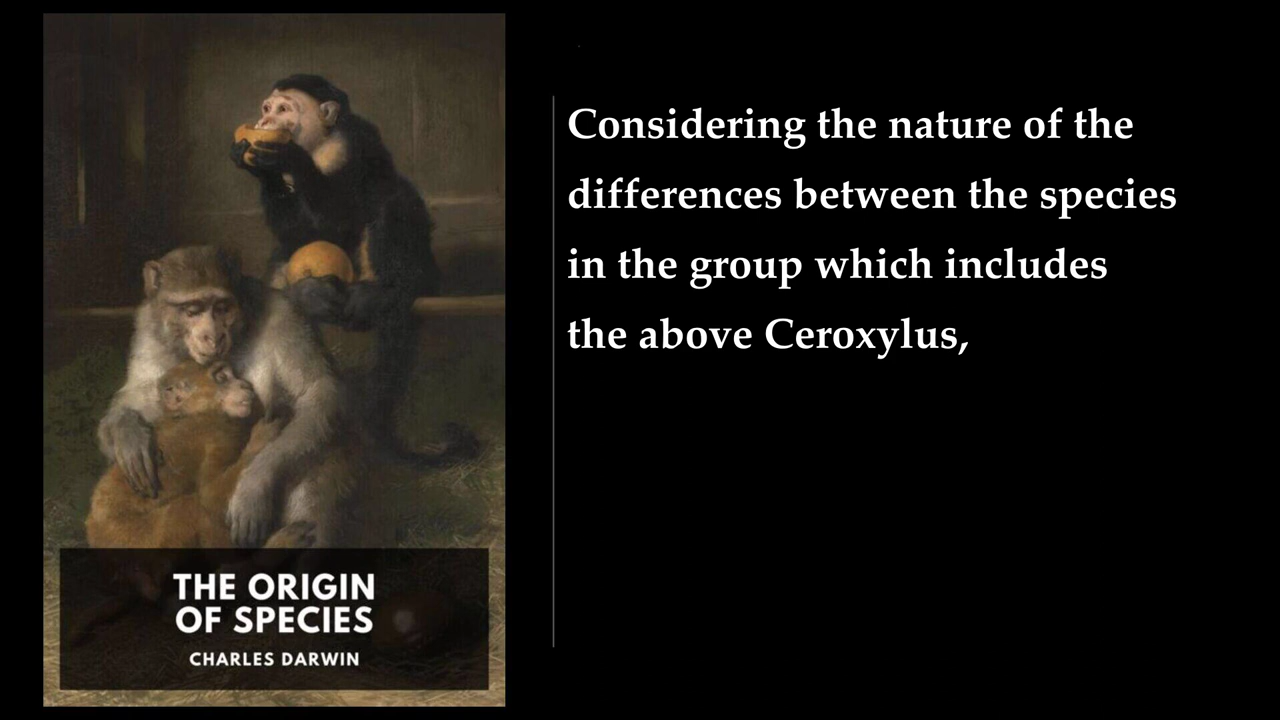 Considering the nature of the
differences between the species
in the group which includes
the above Ceroxylus,
THE ORIGIN
OF SPECIES
CHARLES DARWIN